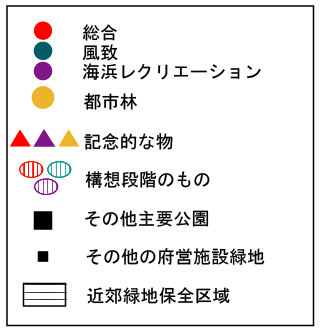 総合
風致
海浜レクリエーション
都市林
記念的な物
構想段階のもの
その他主要公園
その他の府営施設緑地
近郊緑地保全区域